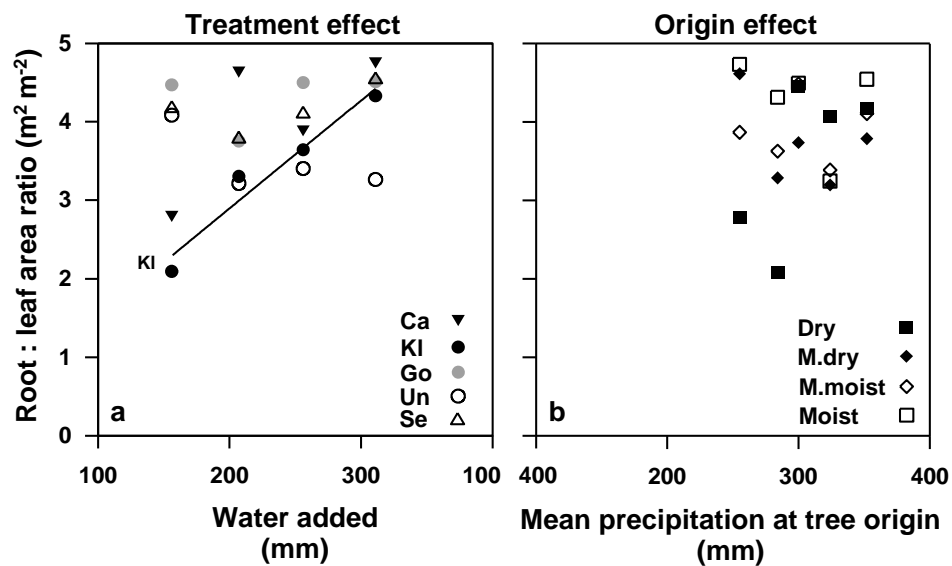 Treatment effect
Origin effect
Root : leaf area ratio (m² m⁻²)
5
4
3
2
1
0
KI
Ca
KI
Go
Un
Se
a
Dry
M.dry
M.moist
Moist
b
100
200
300
100
400
200
300
400
Water added
(mm)
Mean precipitation at tree origin
(mm)